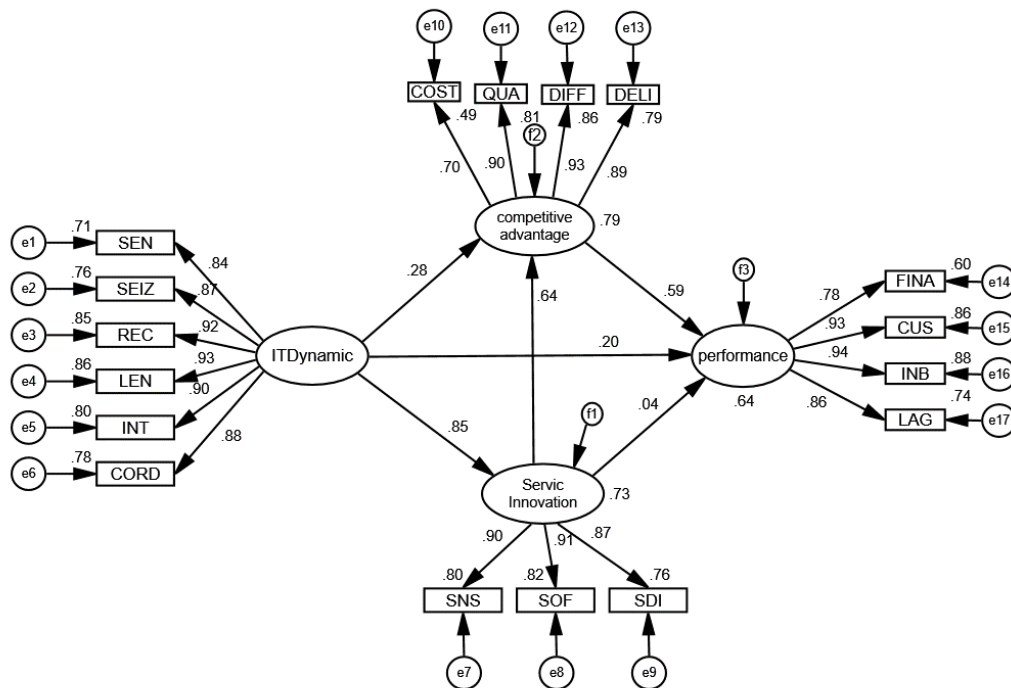 e10
e11
e12
e13
COST
QUA
DIFF
DELI
.49
.81
.86
.79
f2
.70
.90
.93
.89
competitive
advantage
.79
.71
e1
SEN
.84
.76
e2
SEIZ
.87
.85
e3
REC
.92
.86
e4
LEN
.93
.80
e5
INT
.90
.78
e6
CORD
.88
ITDynamic
.28
.64
.59
.20
.85
.04
f3
performance
.64
.78
FINA
.60
e14
.93
CUS
.86
e15
.94
INB
.88
e16
.86
LAG
.74
e17
f1
Servic
Innovation
.73
.90
.91
.87
.80
.82
.76
SNS
SOF
SDI
e7
e8
e9